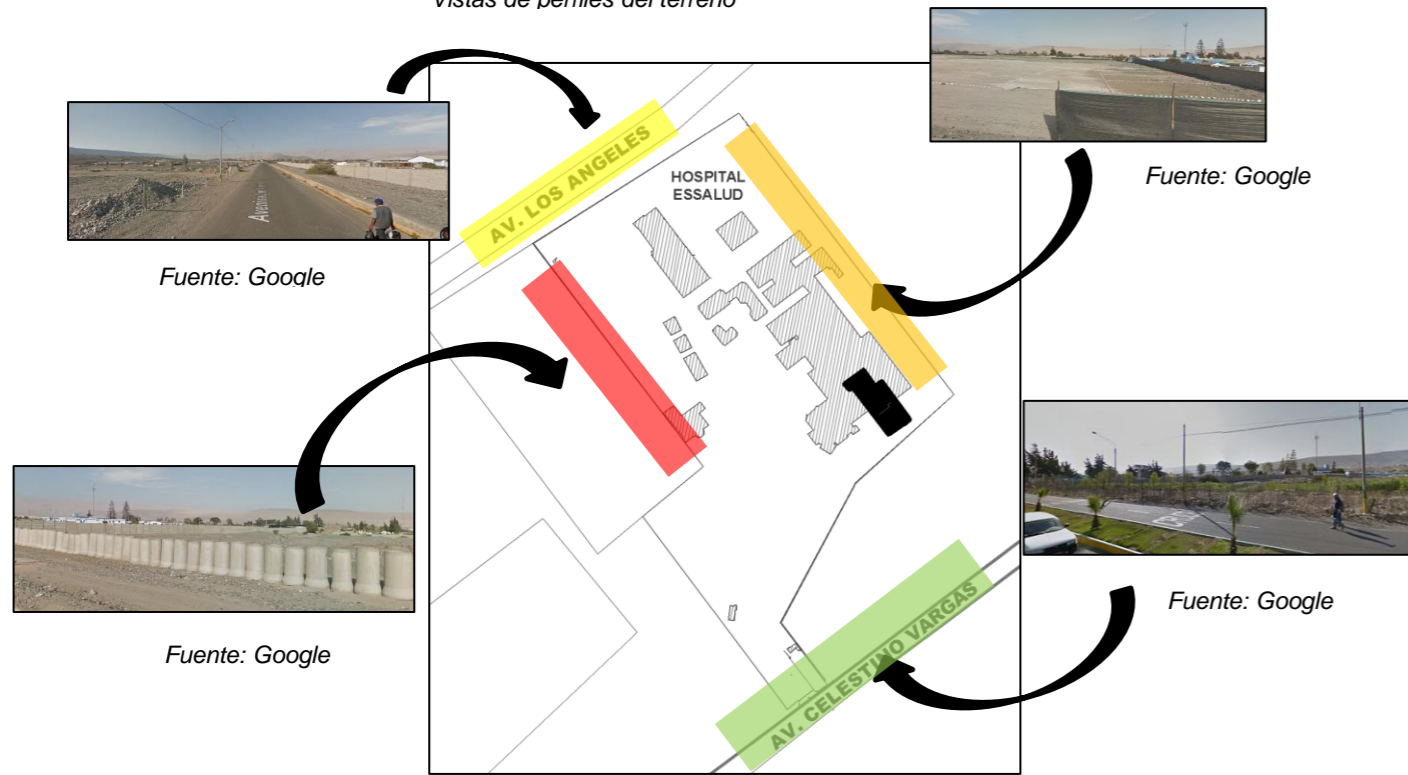 Vistas de perfiles del terreno
Fuente: Google
AV. LOS ANGELES
HOSPITAL
ESSALUD
Fuente: Google
Avenida
Fuente: Google
AV. CELESTINO VARGAS
Fuente: Google